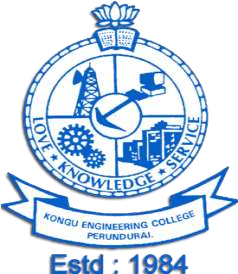 LOVE ★ KNOWLEDGE ★ SERVICE
KONGU ENGINEERING COLLEGE
PERUNDURAI.
Estd : 1984